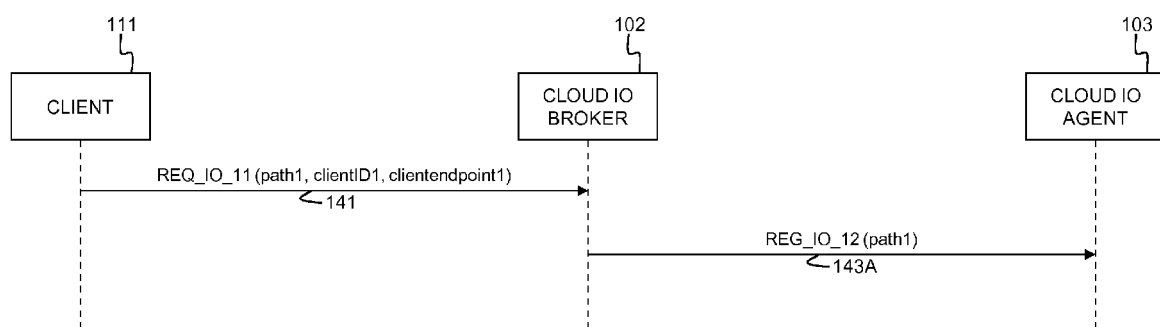 111
102
103
CLIENT
CLOUD IO
BROKER
CLOUD IO
AGENT
REQ_IO_11 (path1, clientID1, clientendpoint1)
141
REG_IO_12 (path1)
143A